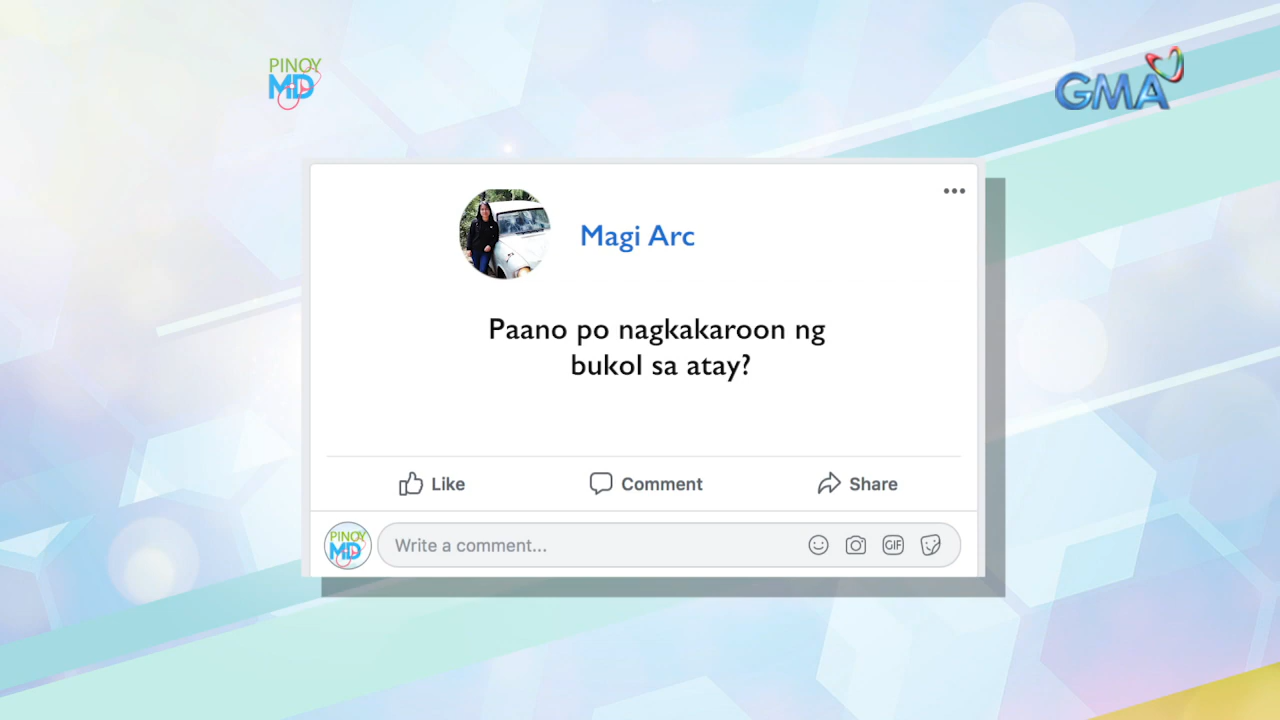 PINOY
MD
GMA
Magi Arc
Paano po nagkakaroon ng
bukol sa atay?
Like
Comment
Share
PINOY
MD
Write a comment...
GIF